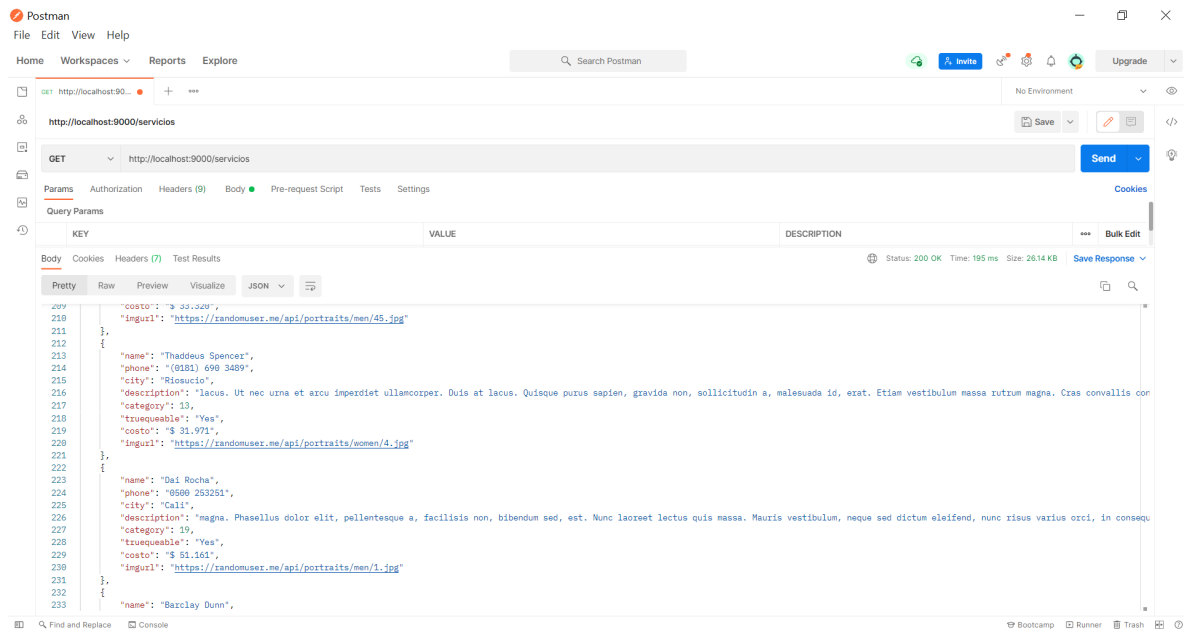 Postman
File Edit View Help
Home Workspaces Reports Explore Search Postman Invite Upgrade
GET http://localhost:90... No Environment
http://localhost:9000/servicios Save
GET http://localhost:9000/servicios Send
Params Authorization Headers (9) Body Pre-request Script Tests Settings Cookies
Query Params
KEY VALUE DESCRIPTION Bulk Edit
Body Cookies Headers (7) Test Results Status: 200 OK Time: 195 ms Size: 26.14 KB Save Response
Pretty Raw Preview Visualize JSON
209 "costo": "$ 33.320",
210 "imgurl": "https://randomuser.me/api/portraits/men/45.jpg"
211 },
212 {
213 "name": "Thaddeus Spencer",
214 "phone": "(0181) 690 3489",
215 "city": "Riosucio",
216 "description": "lacus. Ut nec urna et arcu imperdiet ullamcorper. Duis at lacus. Quisque purus sapien, gravida non, sollicitudin a, malesuada id, erat. Etiam vestibulum massa rutrum magna. Cras convallis con
217 "category": 13,
218 "truequeable": "Yes",
219 "costo": "$ 31.971",
220 "imgurl": "https://randomuser.me/api/portraits/women/4.jpg"
221 },
222 {
223 "name": "Dai Rocha",
224 "phone": "0500 253251",
225 "city": "Cali",
226 "description": "magna. Phasellus dolor elit, pellentesque a, facilisis non, bibendum sed, est. Nunc laoreet lectus quis massa. Mauris vestibulum, neque sed dictum eleifend, nunc risus varius orci, in consequ
227 "category": 19,
228 "truequeable": "Yes",
229 "costo": "$ 51.161",
230 "imgurl": "https://randomuser.me/api/portraits/men/1.jpg"
231 },
232 {
233 "name": "Barclay Dunn",
Find and Replace Console Bootcamp Runner Trash